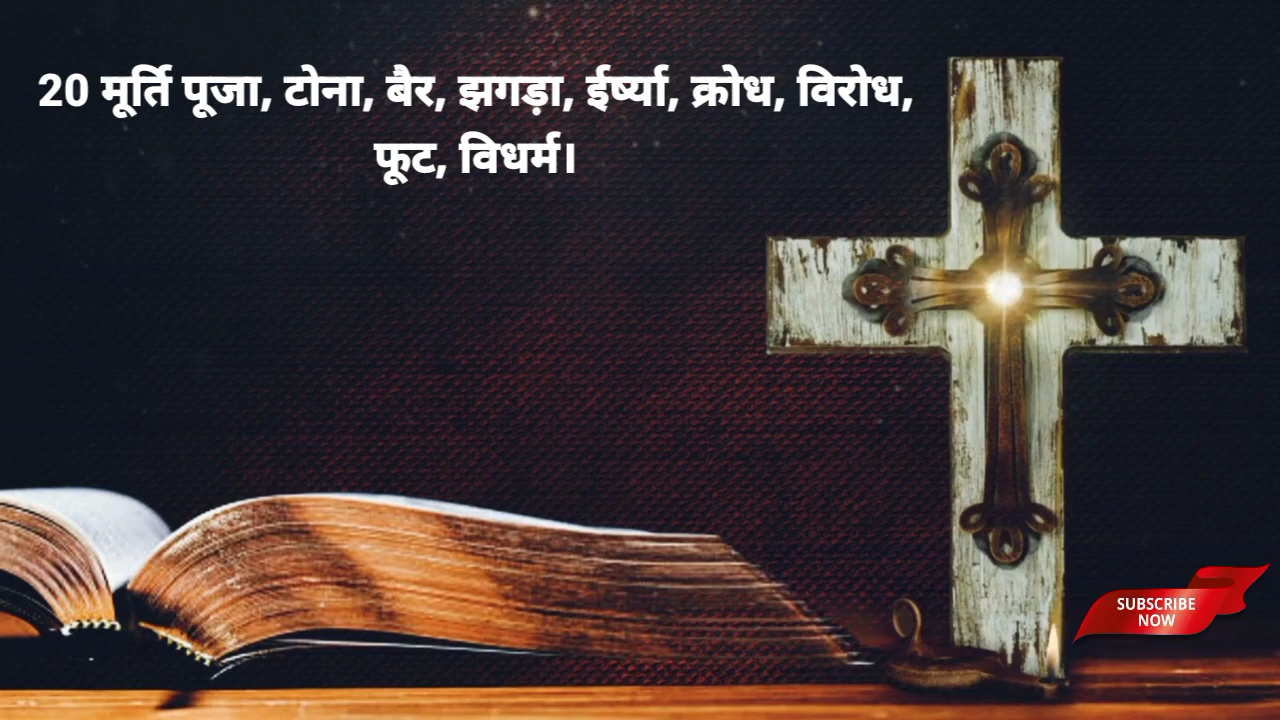 20 मूर्ति पूजा, टोना, बैर, झगड़ा, ईर्ष्या, क्रोध, विरोध,
फूट, विधर्म।
SUBSCRIBE
NOW